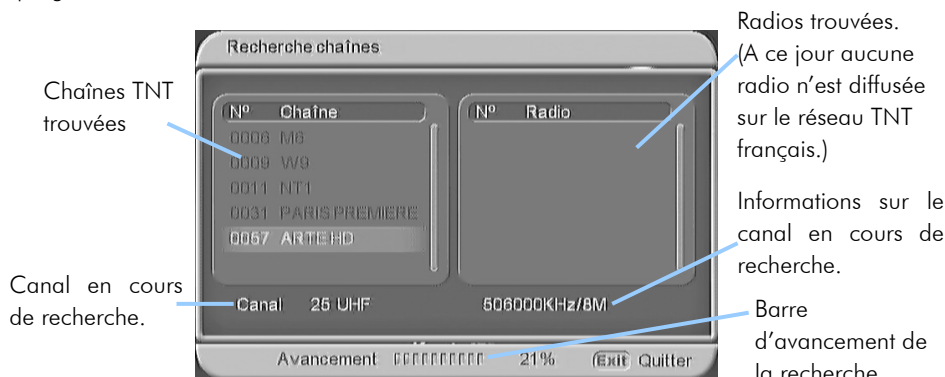 Recherche chaînes
Chaînes TNT
trouvées
Nº Chaîne
0006 M6
0009 W9
0011 NT1
0031 PARIS PREMIERE
0057 ARTE HD
Nº Radio
Radios trouvées.
(A ce jour aucune
radio n’est diffusée
sur le réseau TNT
français.)
Informations sur le
canal en cours de
recherche.
Canal en cours
de recherche.
Canal 25 UHF
506000KHz/8M
Barre
d’avancement de
la recherche
Avancement 21% Exit Quitter